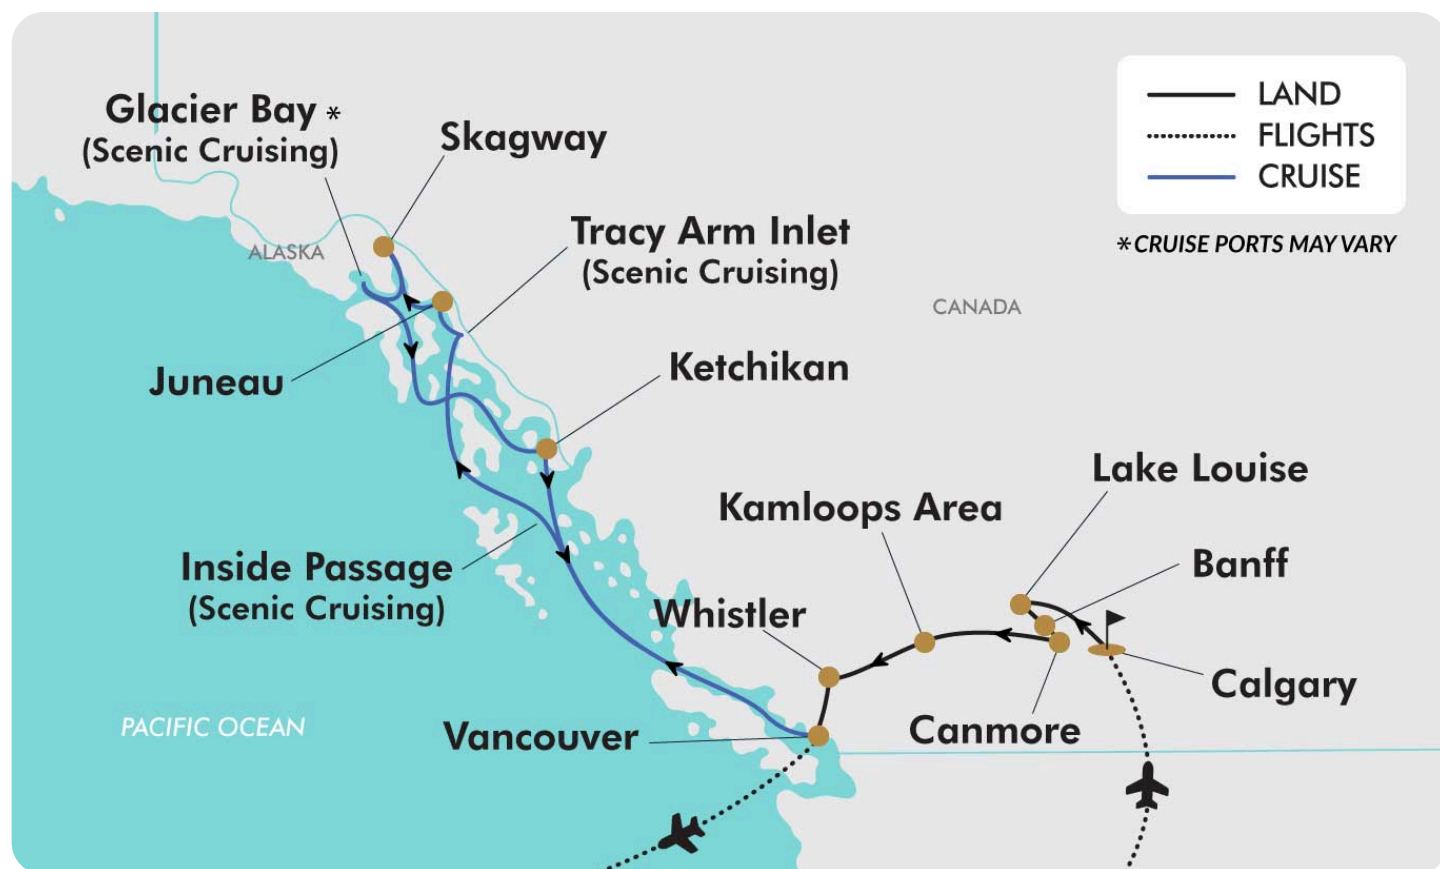 Glacier Bay *
(Scenic Cruising)
Skagway
LAND
FLIGHTS
CRUISE
*CRUISE PORTS MAY VARY
ALASKA
Tracy Arm Inlet
(Scenic Cruising)
CANADA
Juneau
Ketchikan
Lake Louise
Kamloops Area
Banff
Inside Passage
(Scenic Cruising)
Whistler
Calgary
PACIFIC OCEAN
Vancouver
Canmore